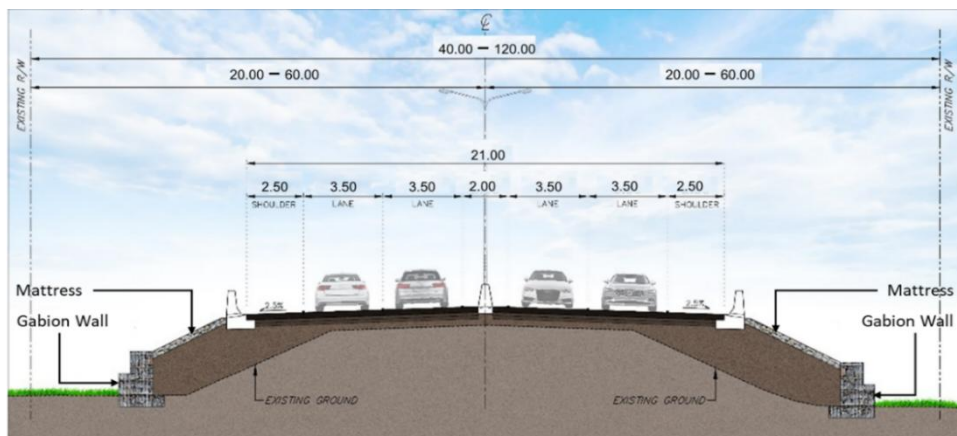 ℄
40.00 – 120.00
20.00 – 60.00 20.00 – 60.00
EXISTING R/W
EXISTING R/W
21.00
2.50 3.50 3.50 2.00 3.50 3.50 2.50
SHOULDER LANE LANE LANE LANE SHOULDER
Mattress
Gabion Wall
2.5%
2.5%
Mattress
Gabion Wall
EXISTING GROUND EXISTING GROUND